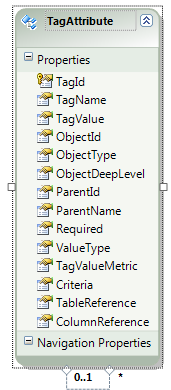 TagAttribute
Properties
TagId
TagName
TagValue
ObjectId
ObjectType
ObjectDeepLevel
ParentId
ParentName
Required
ValueType
TagValueMetric
Criteria
TableReference
ColumnReference
Navigation Properties
0..1 *